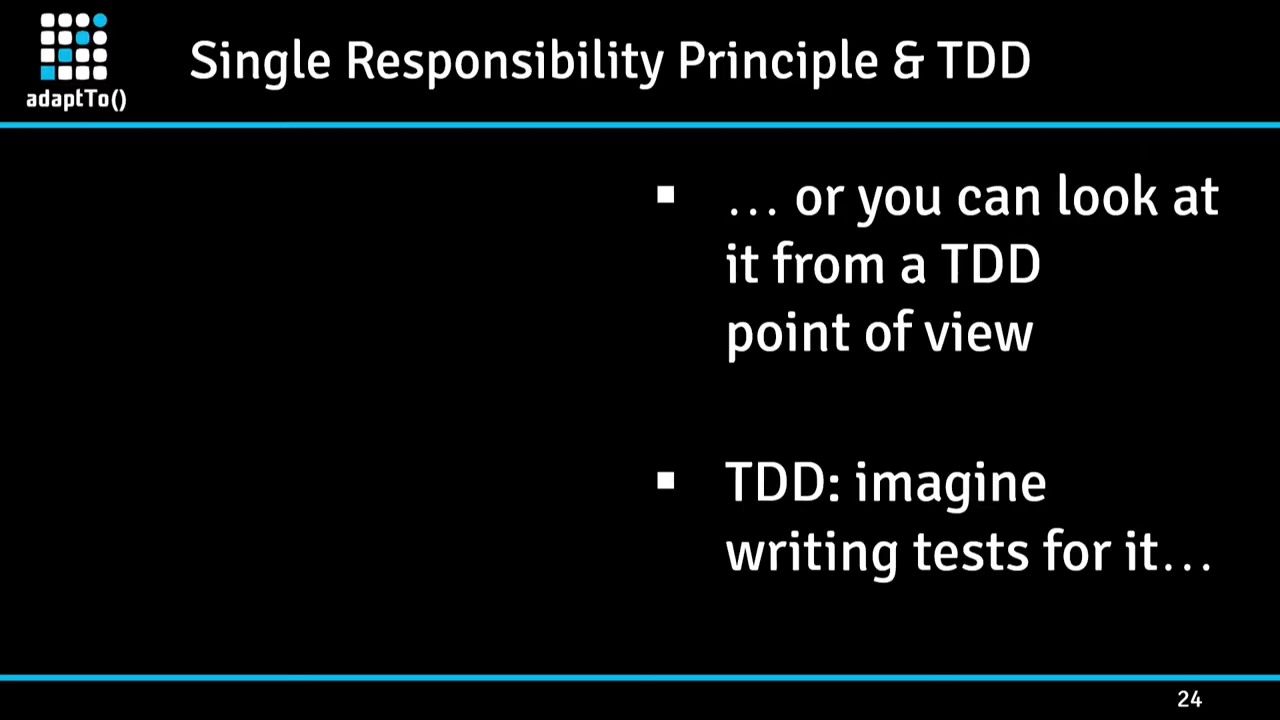 adaptTo()
Single Responsibility Principle & TDD
… or you can look at
it from a TDD
point of view
TDD: imagine
writing tests for it…
24